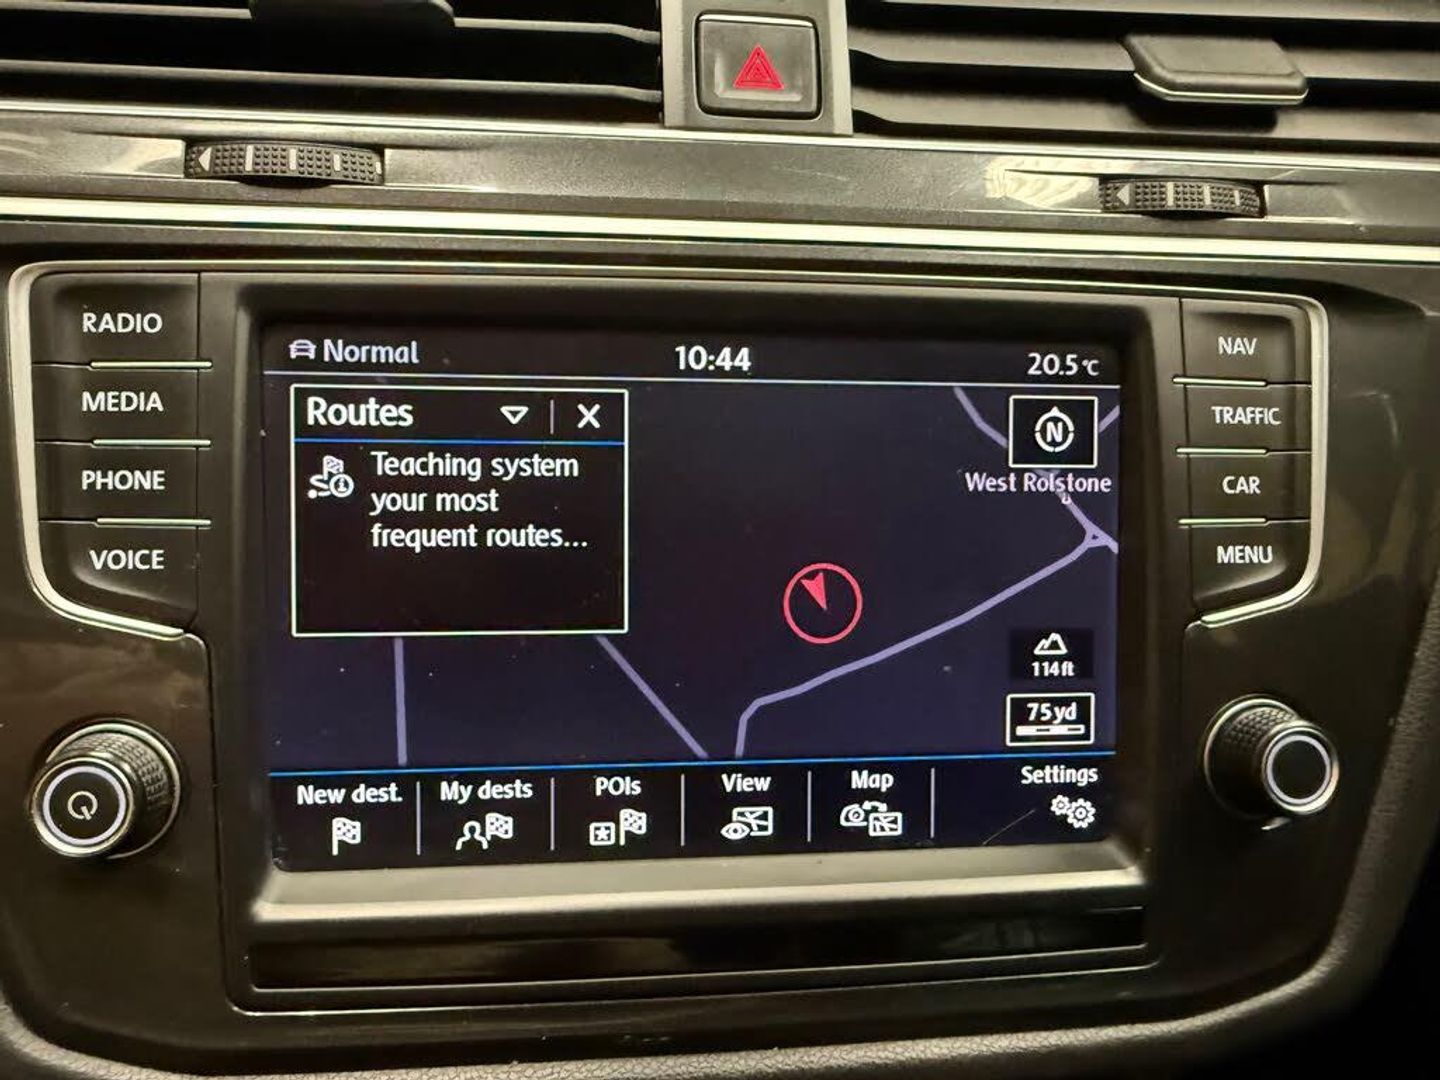 RADIO
MEDIA
PHONE
VOICE
Normal
10:44
20.5°C
Routes
Teaching system
your most
frequent routes...
N
West Rolstone
114ft
75yd
New dest.
My dests
POIs
View
Map
Settings
NAV
TRAFFIC
CAR
MENU